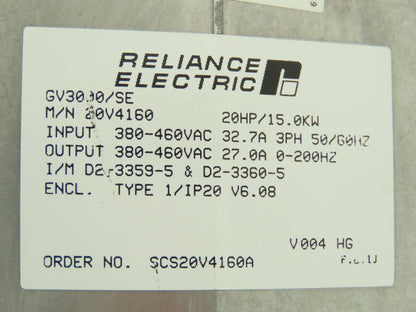 RELIANCE
ELECTRIC
GV3000/SE
M/N 20V4160 20HP/15.0KW
INPUT 380-460VAC 32.7A 3PH 50/60HZ
OUTPUT 380-460VAC 27.0A 0-200HZ
I/M D2-3359-5 & D2-3360-5
ENCL. TYPE 1/IP20 V6.08
V004 HG
ORDER NO. SCS20V4160A